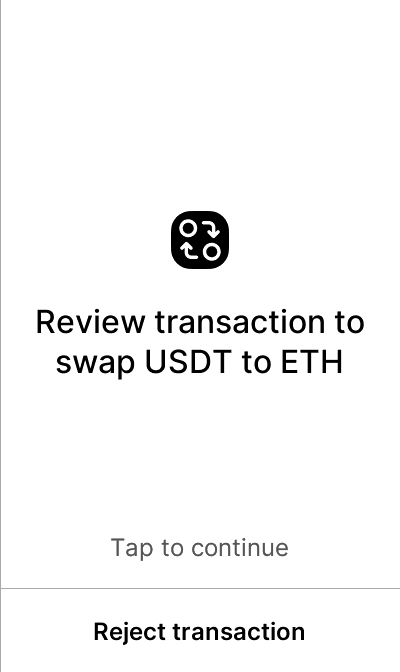 Review transaction to
swap USDT to ETH
Tap to continue
Reject transaction